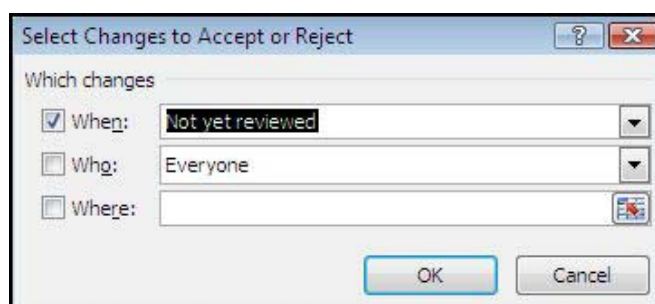 Select Changes to Accept or Reject
Which changes
When: Not yet reviewed
Who: Everyone
Where:
OK Cancel